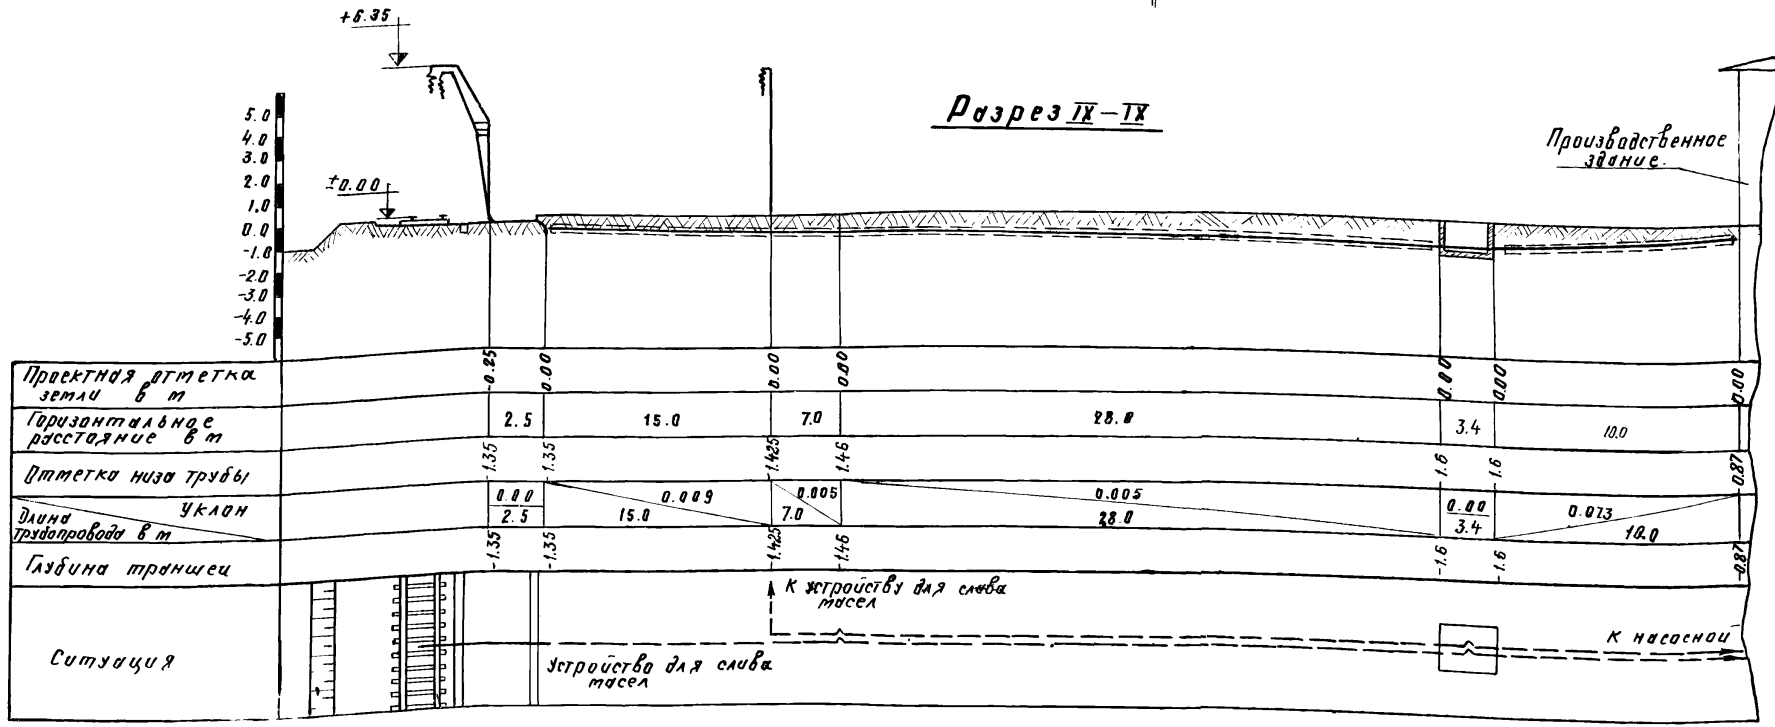 +6.35
Разрез IX-IX
Производственное
здание.
±0.00
5.0
4.0
3.0
2.0
1.0
0.0
-1.0
-2.0
-3.0
-4.0
-5.0
Проектная отметка
земли в м
-0.25 0.00 0.00 0.00 0.00 0.00 0.00
Горизонтальное
расстояние в м
2.5 15.0 7.0 28.0 3.4 10.0
Отметка низа трубы
-1.35 -1.35 -1.425 -1.46 -1.6 -1.6 -0.87
Уклон
0.00 0.009 0.005 0.005 0.00 0.073
Длина
трубопровода в м
2.5 15.0 7.0 28.0 3.4 10.0
Глубина траншеи
-1.35 -1.35 -1.425 -1.46 -1.6 -1.6 -0.87
Ситуация
К устройству для слива
масел
Устройство для слива
масел
К насосной